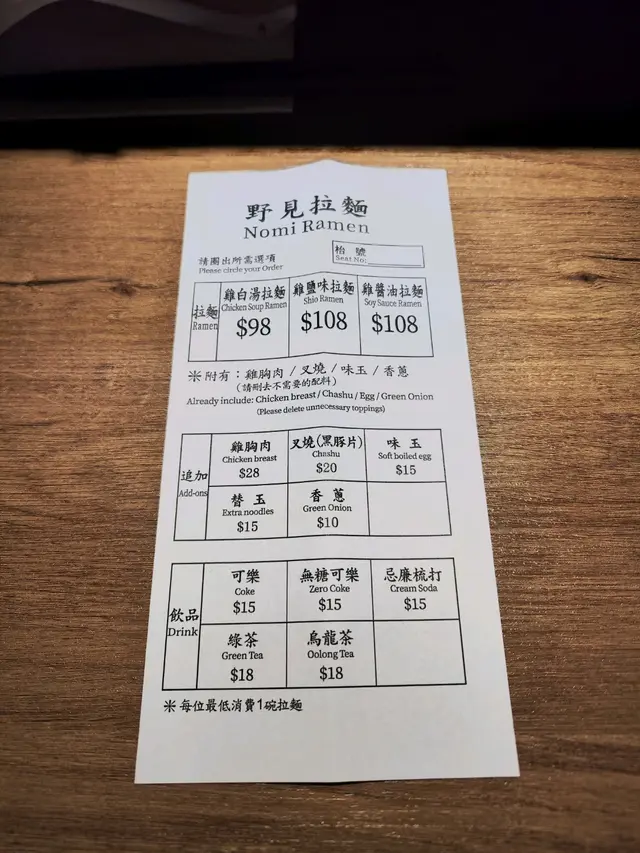 野見拉麵
Nomi Ramen
請圈出所需選項
Please circle your Order
枱 號
Seat No:
拉麵
Ramen
雞白湯拉麵
Chicken Soup Ramen
$98
雞鹽味拉麵
Shio Ramen
$108
雞醬油拉麵
Soy Sauce Ramen
$108
※ 附有：雞胸肉 / 叉燒 / 味玉 / 香蔥
(請刪去不需要的配料)
Already include: Chicken breast / Chashu / Egg / Green Onion
(Please delete unnecessary toppings)
追加
Add-ons
雞胸肉
Chicken breast
$28
叉燒(黑豚片)
Chashu
$20
味 玉
Soft boiled egg
$15
替 玉
Extra noodles
$15
香 蔥
Green Onion
$10
飲品
Drink
可樂
Coke
$15
無糖可樂
Zero Coke
$15
忌廉梳打
Cream Soda
$15
綠茶
Green Tea
$18
烏龍茶
Oolong Tea
$18
※ 每位最低消費1碗拉麵